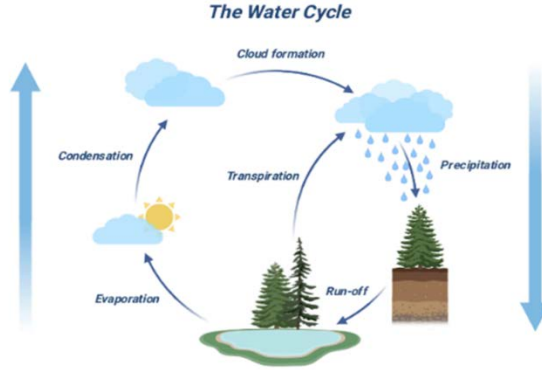 The Water Cycle
Cloud formation
Condensation
Transpiration
Precipitation
Evaporation
Run-off